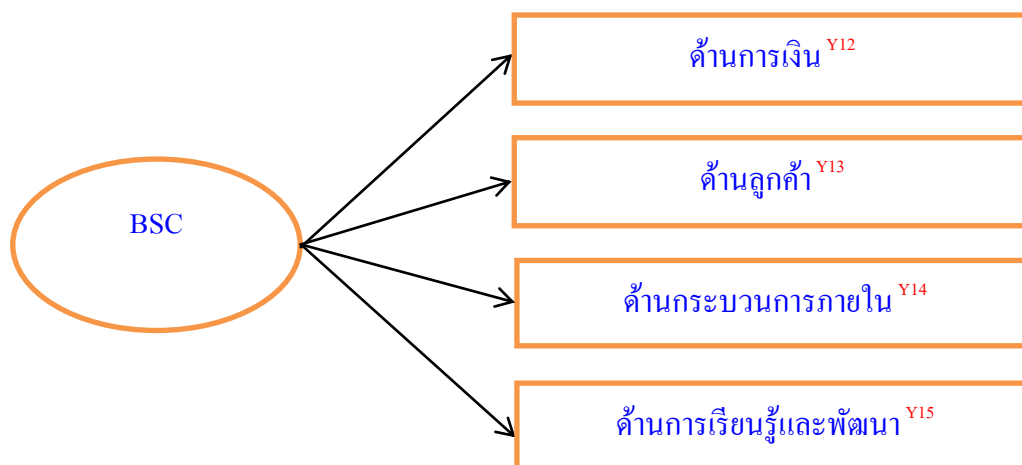 BSC
ด้านการเงิน Y12
ด้านลูกค้า Y13
ด้านกระบวนการภายใน Y14
ด้านการเรียนรู้และพัฒนา Y15